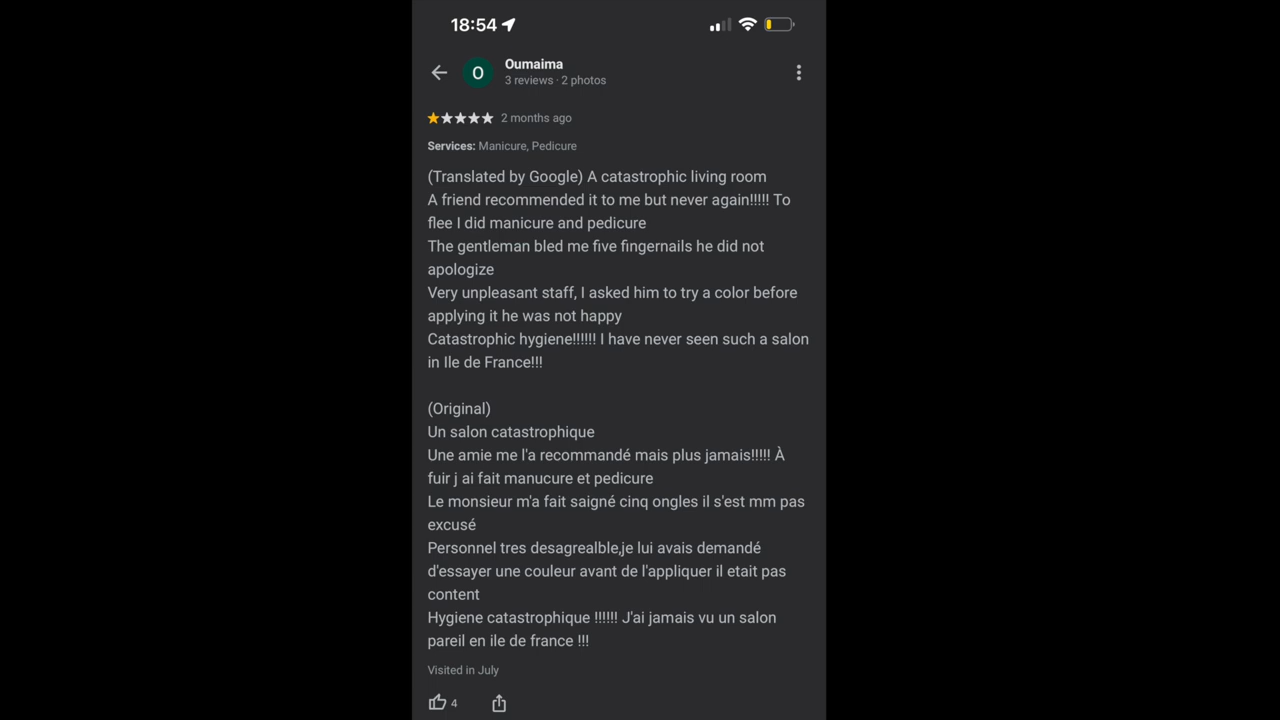 18:54
Oumaima
3 reviews · 2 photos
2 months ago
Services: Manicure, Pedicure
(Translated by Google) A catastrophic living room
A friend recommended it to me but never again!!!!! To
flee I did manicure and pedicure
The gentleman bled me five fingernails he did not
apologize
Very unpleasant staff, I asked him to try a color before
applying it he was not happy
Catastrophic hygiene!!!!!! I have never seen such a salon
in Ile de France!!!
(Original)
Un salon catastrophique
Une amie me l'a recommandé mais plus jamais!!!!! À
fuir j ai fait manucure et pedicure
Le monsieur m'a fait saigné cinq ongles il s'est mm pas
excusé
Personnel tres desagrealble,je lui avais demandé
d'essayer une couleur avant de l'appliquer il etait pas
content
Hygiene catastrophique !!!!!! J'ai jamais vu un salon
pareil en ile de france !!!
Visited in July
4